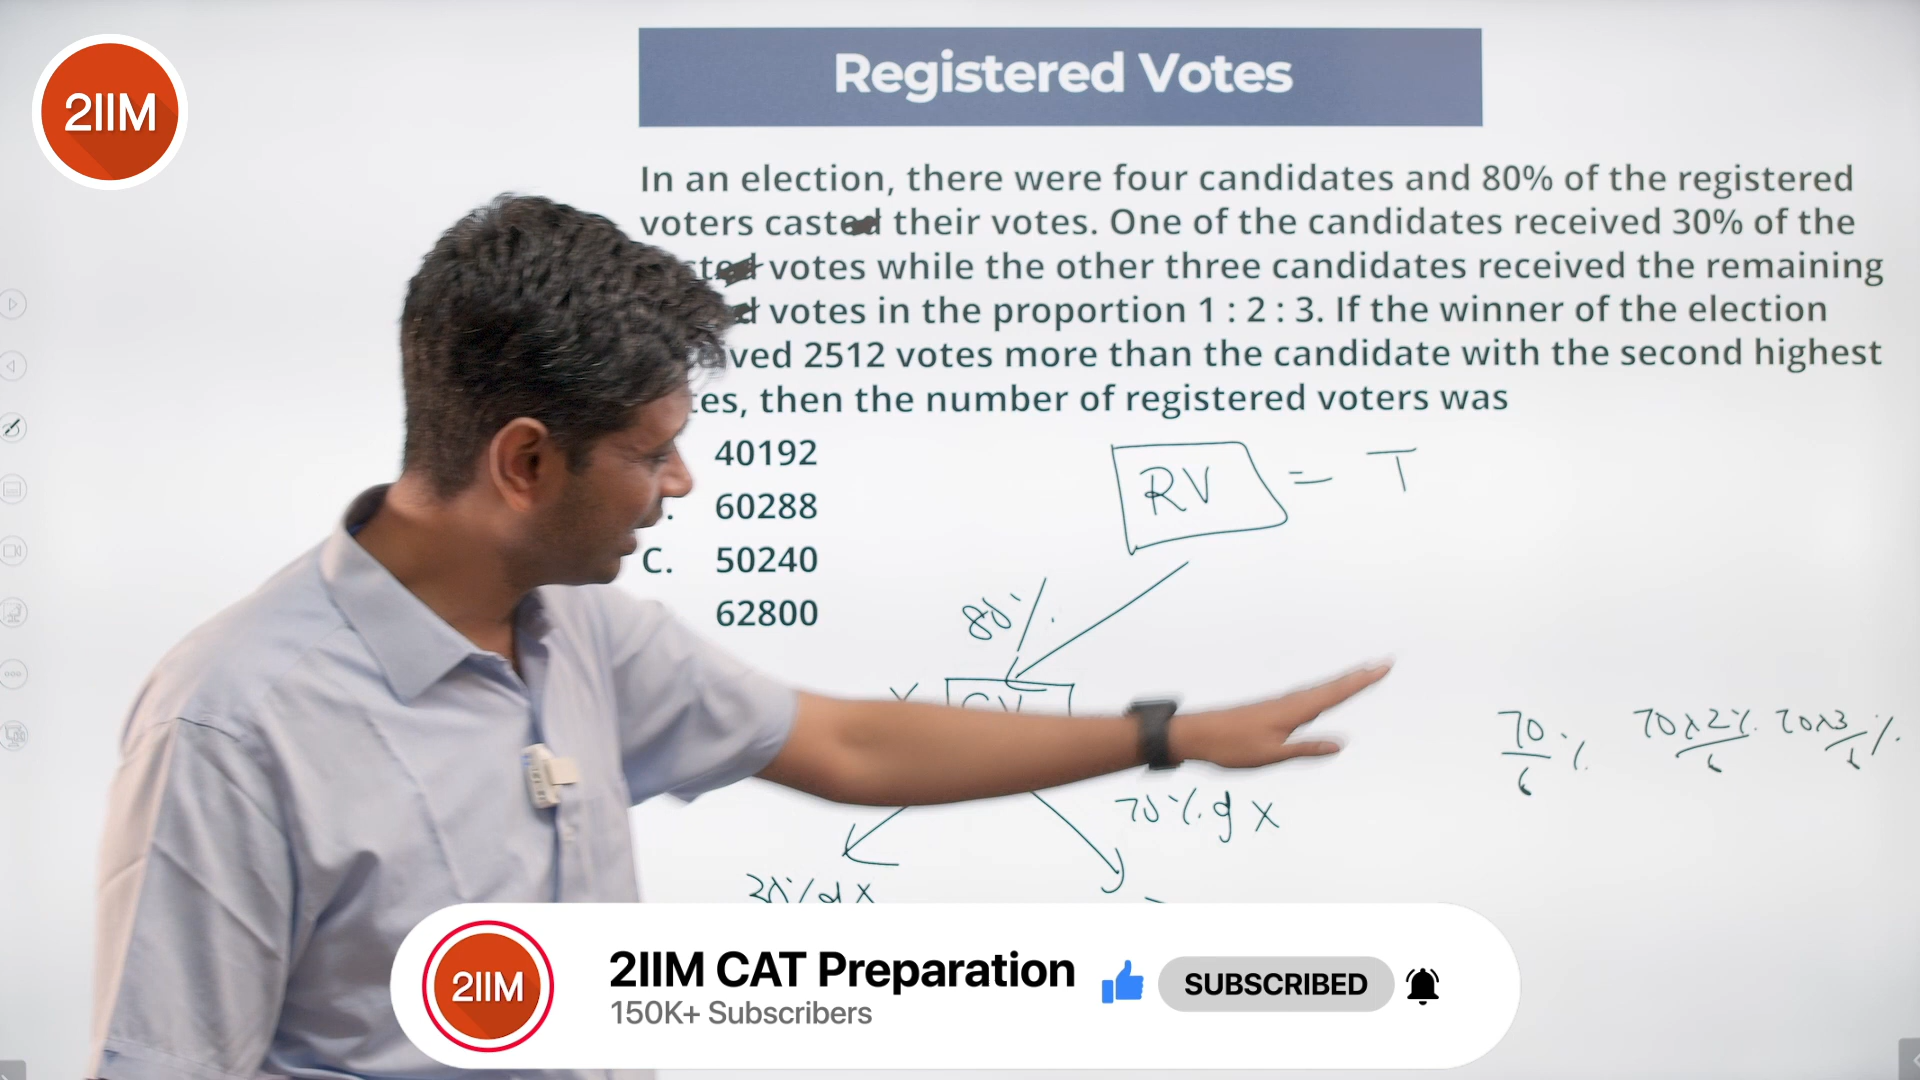 2IIM
Registered Votes
In an election, there were four candidates and 80% of the registered
voters casted their votes. One of the candidates received 30% of the
votes while the other three candidates received the remaining
votes in the proportion 1 : 2 : 3. If the winner of the election
2512 votes more than the candidate with the second highest
then the number of registered voters was
40192
60288
C. 50240
62800
RV = T
80%
70/6 % 70x2/6 % 70x3/6 %
70% of x
2IIM
2IIM CAT Preparation
150K+ Subscribers
SUBSCRIBED